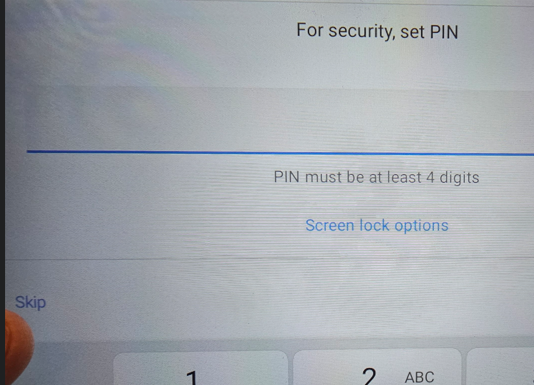 For security, set PIN
PIN must be at least 4 digits
Screen lock options
Skip
1
2 ABC